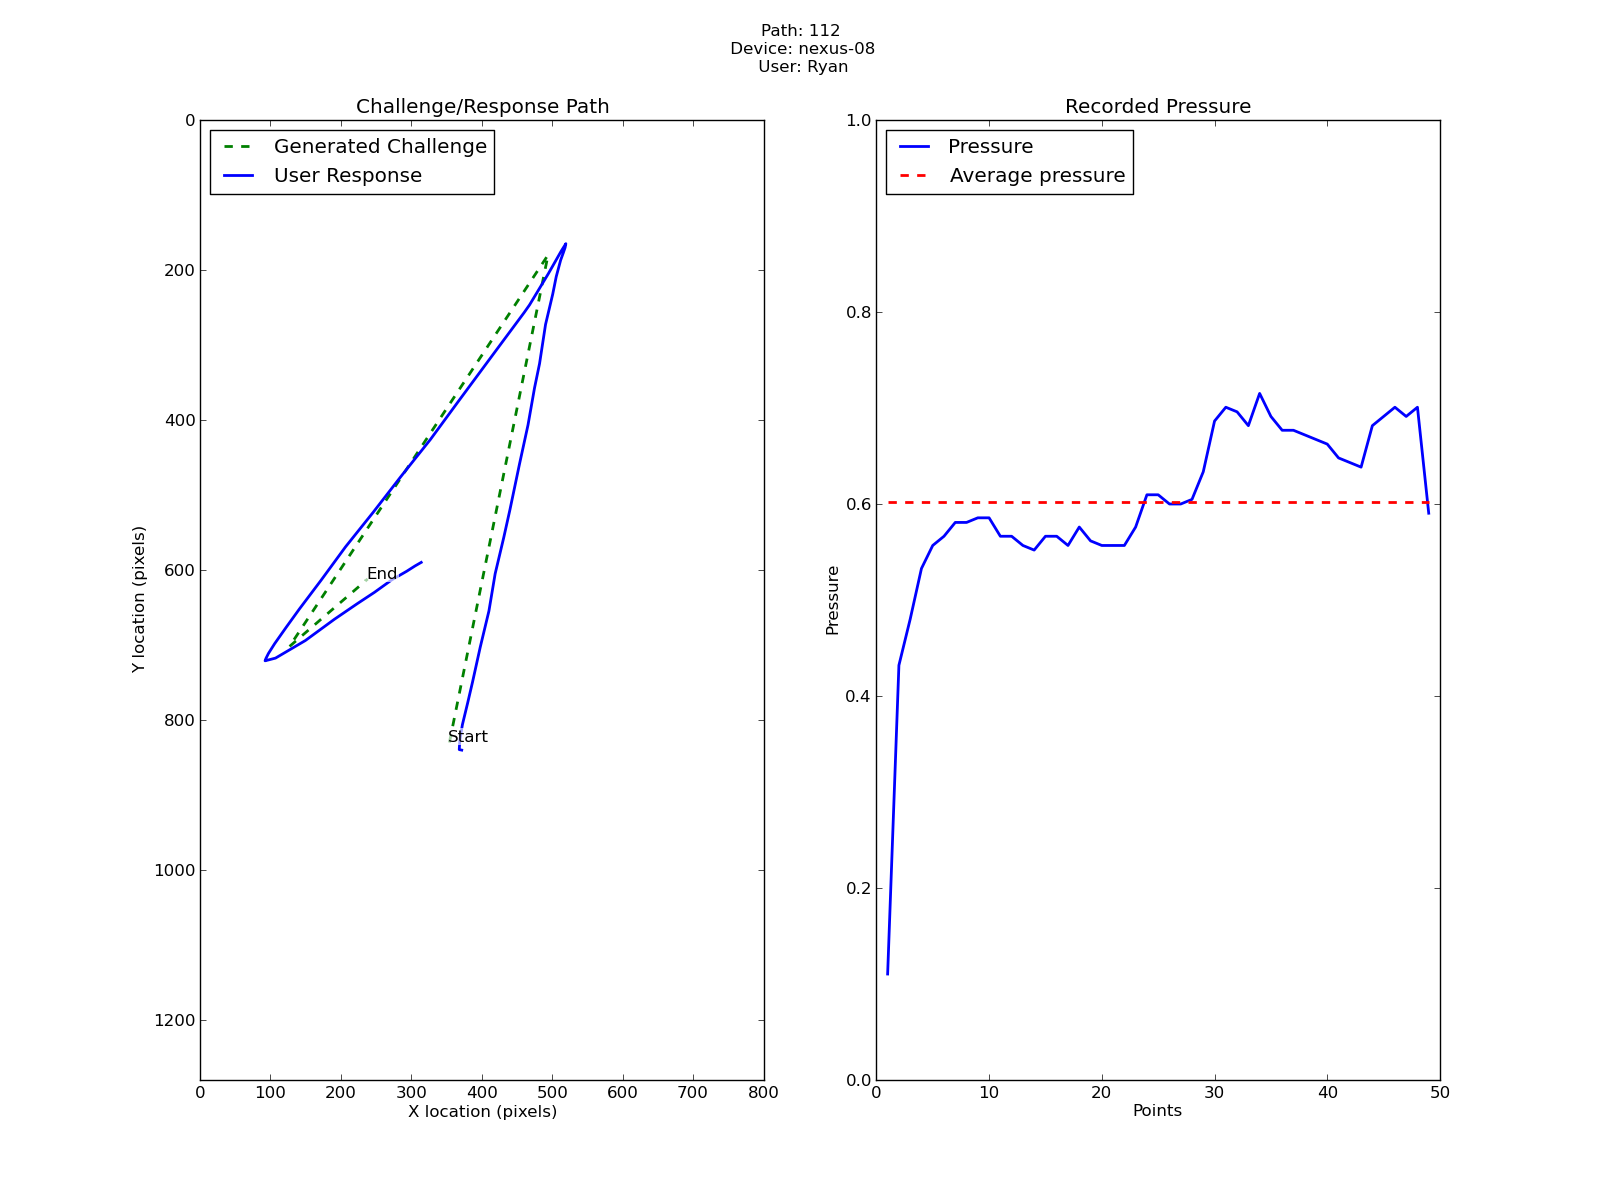 Path: 112
Device: nexus-08
User: Ryan
Challenge/Response Path
Generated Challenge
User Response
0
200
400
600
800
1000
1200
Y location (pixels)
End
Start
0 100 200 300 400 500 600 700 800
X location (pixels)
Recorded Pressure
Pressure
Average pressure
1.0
0.8
0.6
0.4
0.2
0.0
Pressure
0 10 20 30 40 50
Points